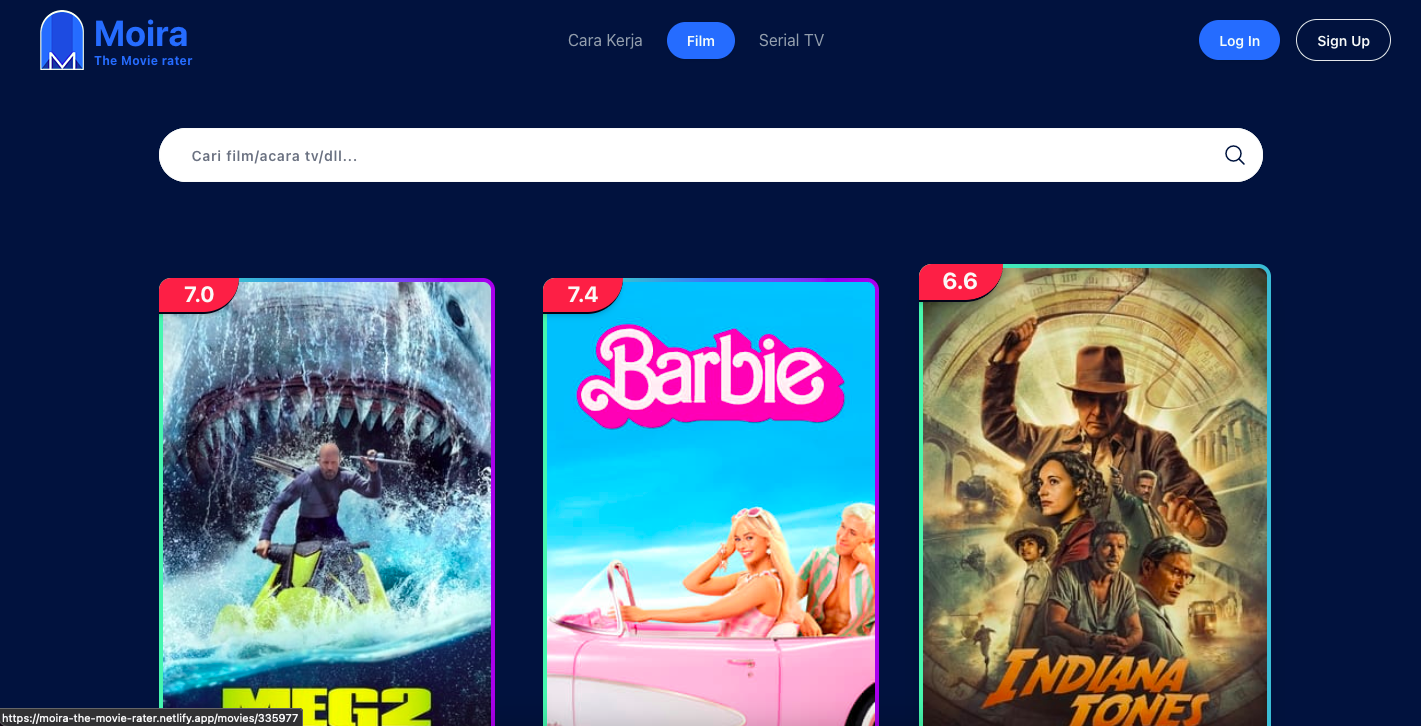 Moira
The Movie rater
Cara Kerja
Film
Serial TV
Log In
Sign Up
Cari film/acara tv/dll...
7.0
7.4
6.6
Barbie
INDIANA
JONES
MEG2
https://moira-the-movie-rater.netlify.app/movies/335977